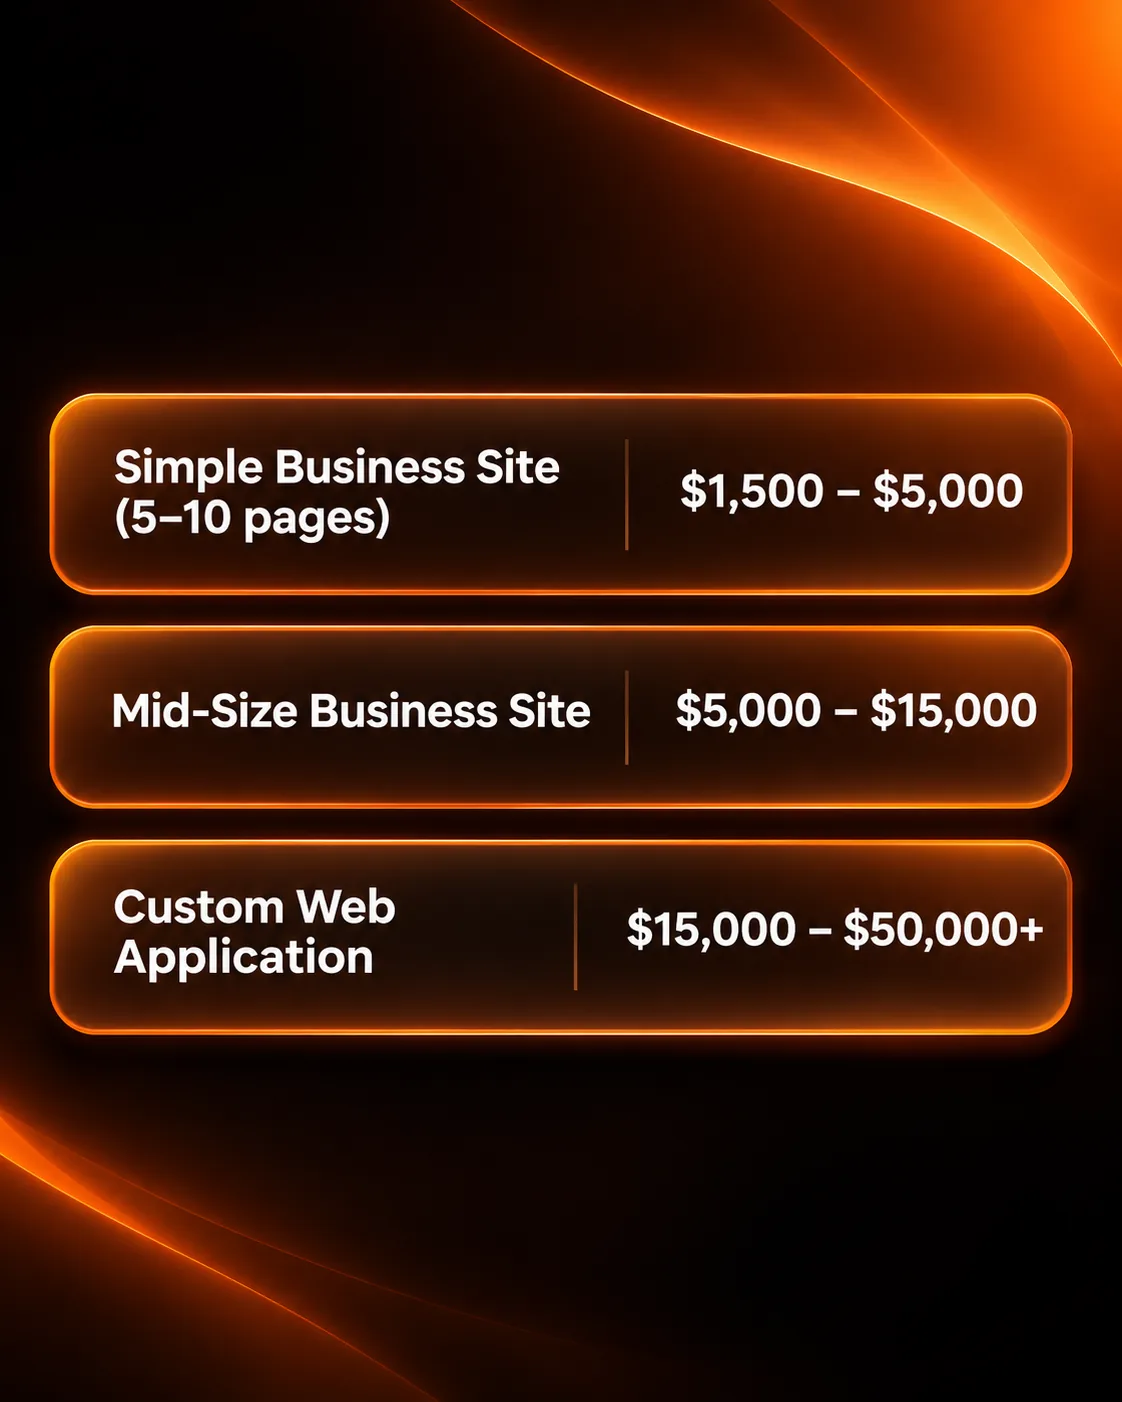 Simple Business Site
(5–10 pages)
$1,500 – $5,000
Mid-Size Business Site
$5,000 – $15,000
Custom Web
Application
$15,000 – $50,000+